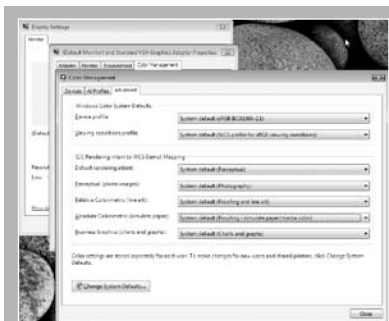 Display Settings
Monitor
(Default Monitor) and Standard VGA Graphics Adapter Properties
Adapter Monitor Troubleshoot Color Management
Color Management
Devices All Profiles Advanced
Windows Color System Defaults
Device profile: System default (sRGB IEC61966-2.1)
Viewing conditions profile: System default (WCS profile for sRGB viewing conditions)
ICC Rendering Intent to WCS Gamut Mapping
Default rendering intent: System default (Perceptual)
Perceptual (photo images): System default (Photography)
Relative Colorimetric (line art): System default (Proofing and line art)
Absolute Colorimetric (simulate paper): System default (Proofing - simulate paper/media color)
Business Graphics (Charts and graphs): System default (Charts and graphs)
Color settings are stored separately for each user. To make changes for new users and shared printers, click Change System
Defaults.
Change System Defaults...
Close